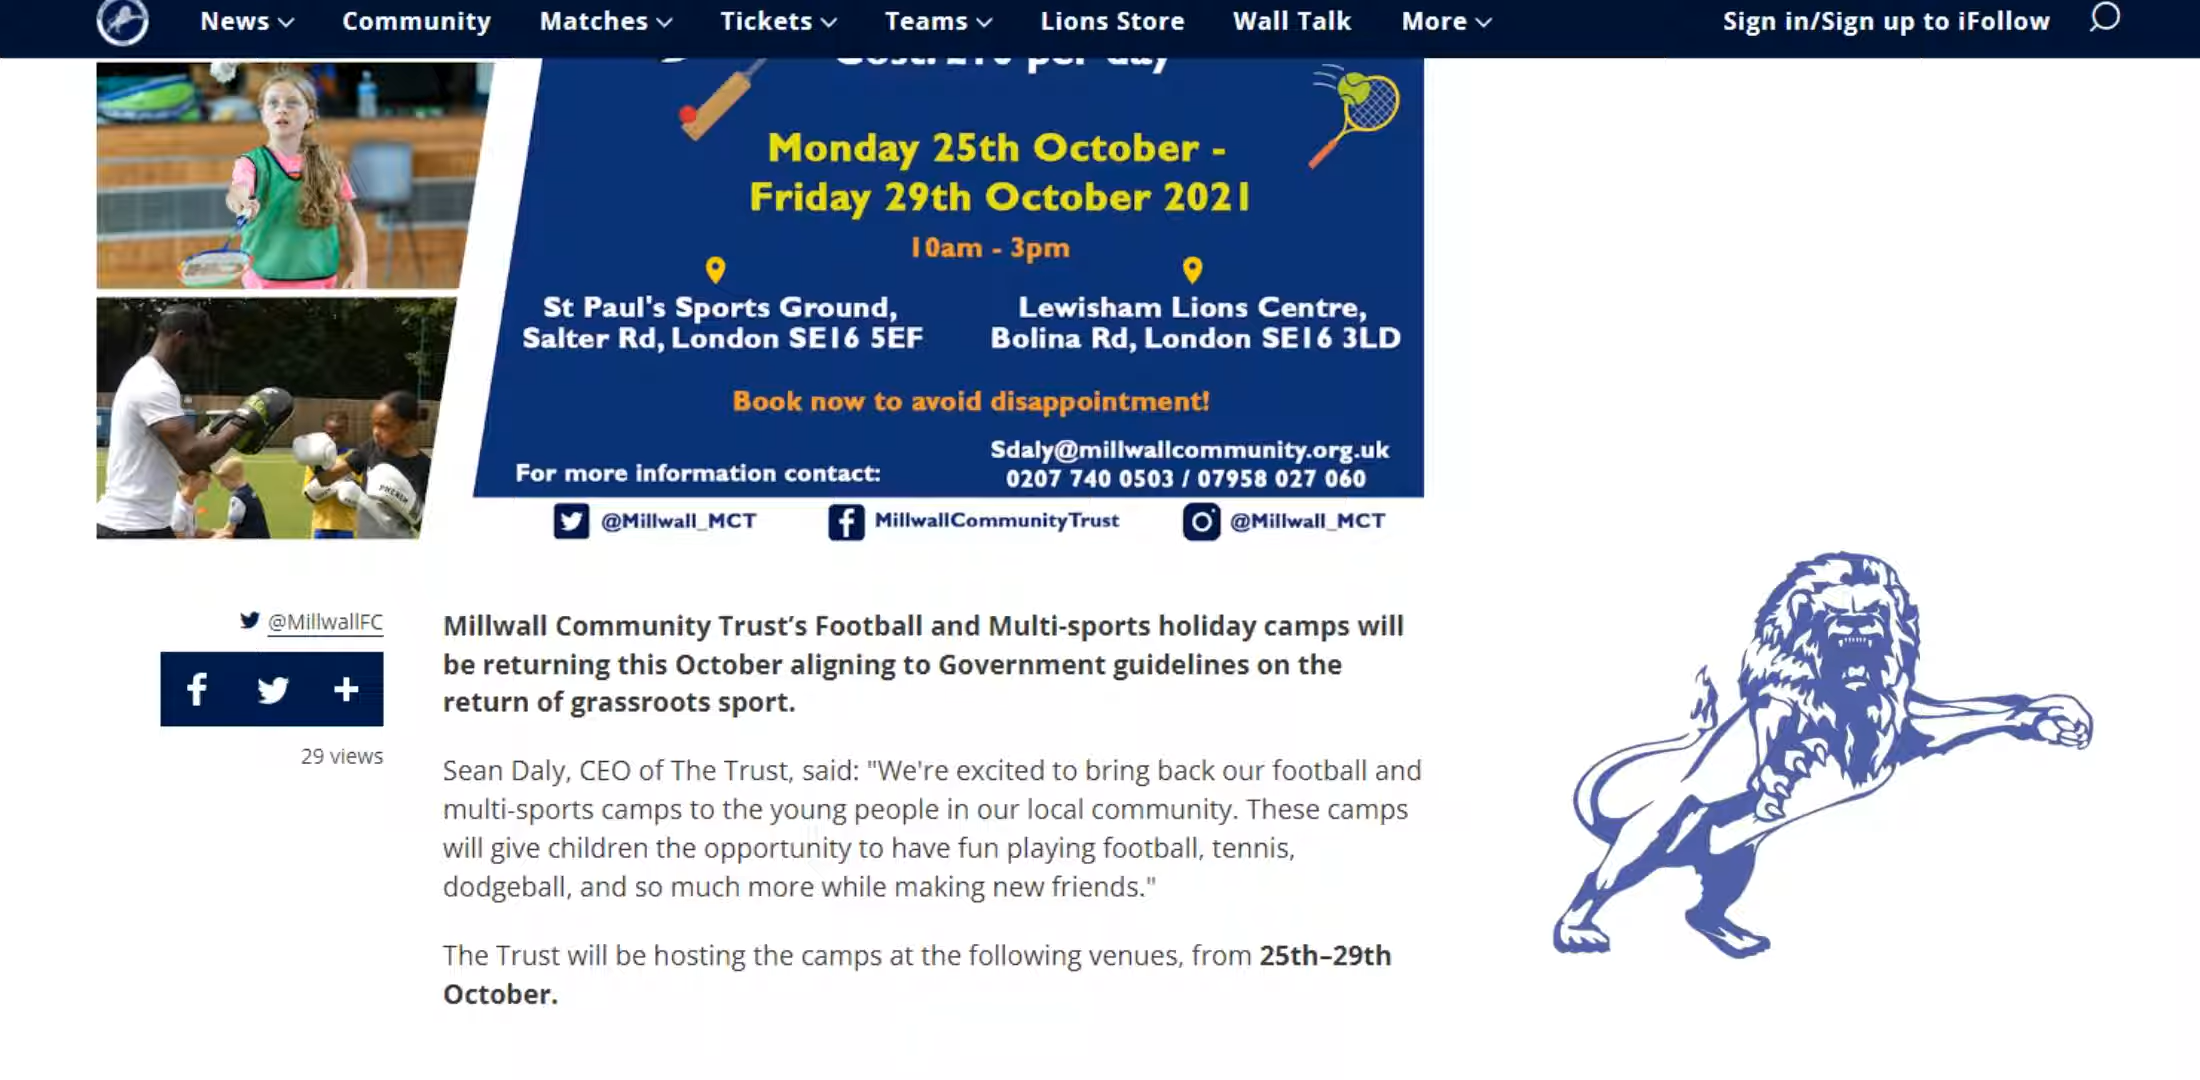 News
Community
Matches
Tickets
Teams
Lions Store
Wall Talk
More
Sign in/Sign up to iFollow
per day
Monday 25th October -
Friday 29th October 2021
10am - 3pm
St Paul's Sports Ground,
Salter Rd, London SE16 5EF
Lewisham Lions Centre,
Bolina Rd, London SE16 3LD
Book now to avoid disappointment!
For more information contact:
Sdaly@millwallcommunity.org.uk
0207 740 0503 / 07958 027 060
@Millwall_MCT
MillwallCommunityTrust
@Millwall_MCT
@MillwallFC
29 views
Millwall Community Trust’s Football and Multi-sports holiday camps will
be returning this October aligning to Government guidelines on the
return of grassroots sport.
Sean Daly, CEO of The Trust, said: "We're excited to bring back our football and
multi-sports camps to the young people in our local community. These camps
will give children the opportunity to have fun playing football, tennis,
dodgeball, and so much more while making new friends."
The Trust will be hosting the camps at the following venues, from 25th–29th
October.